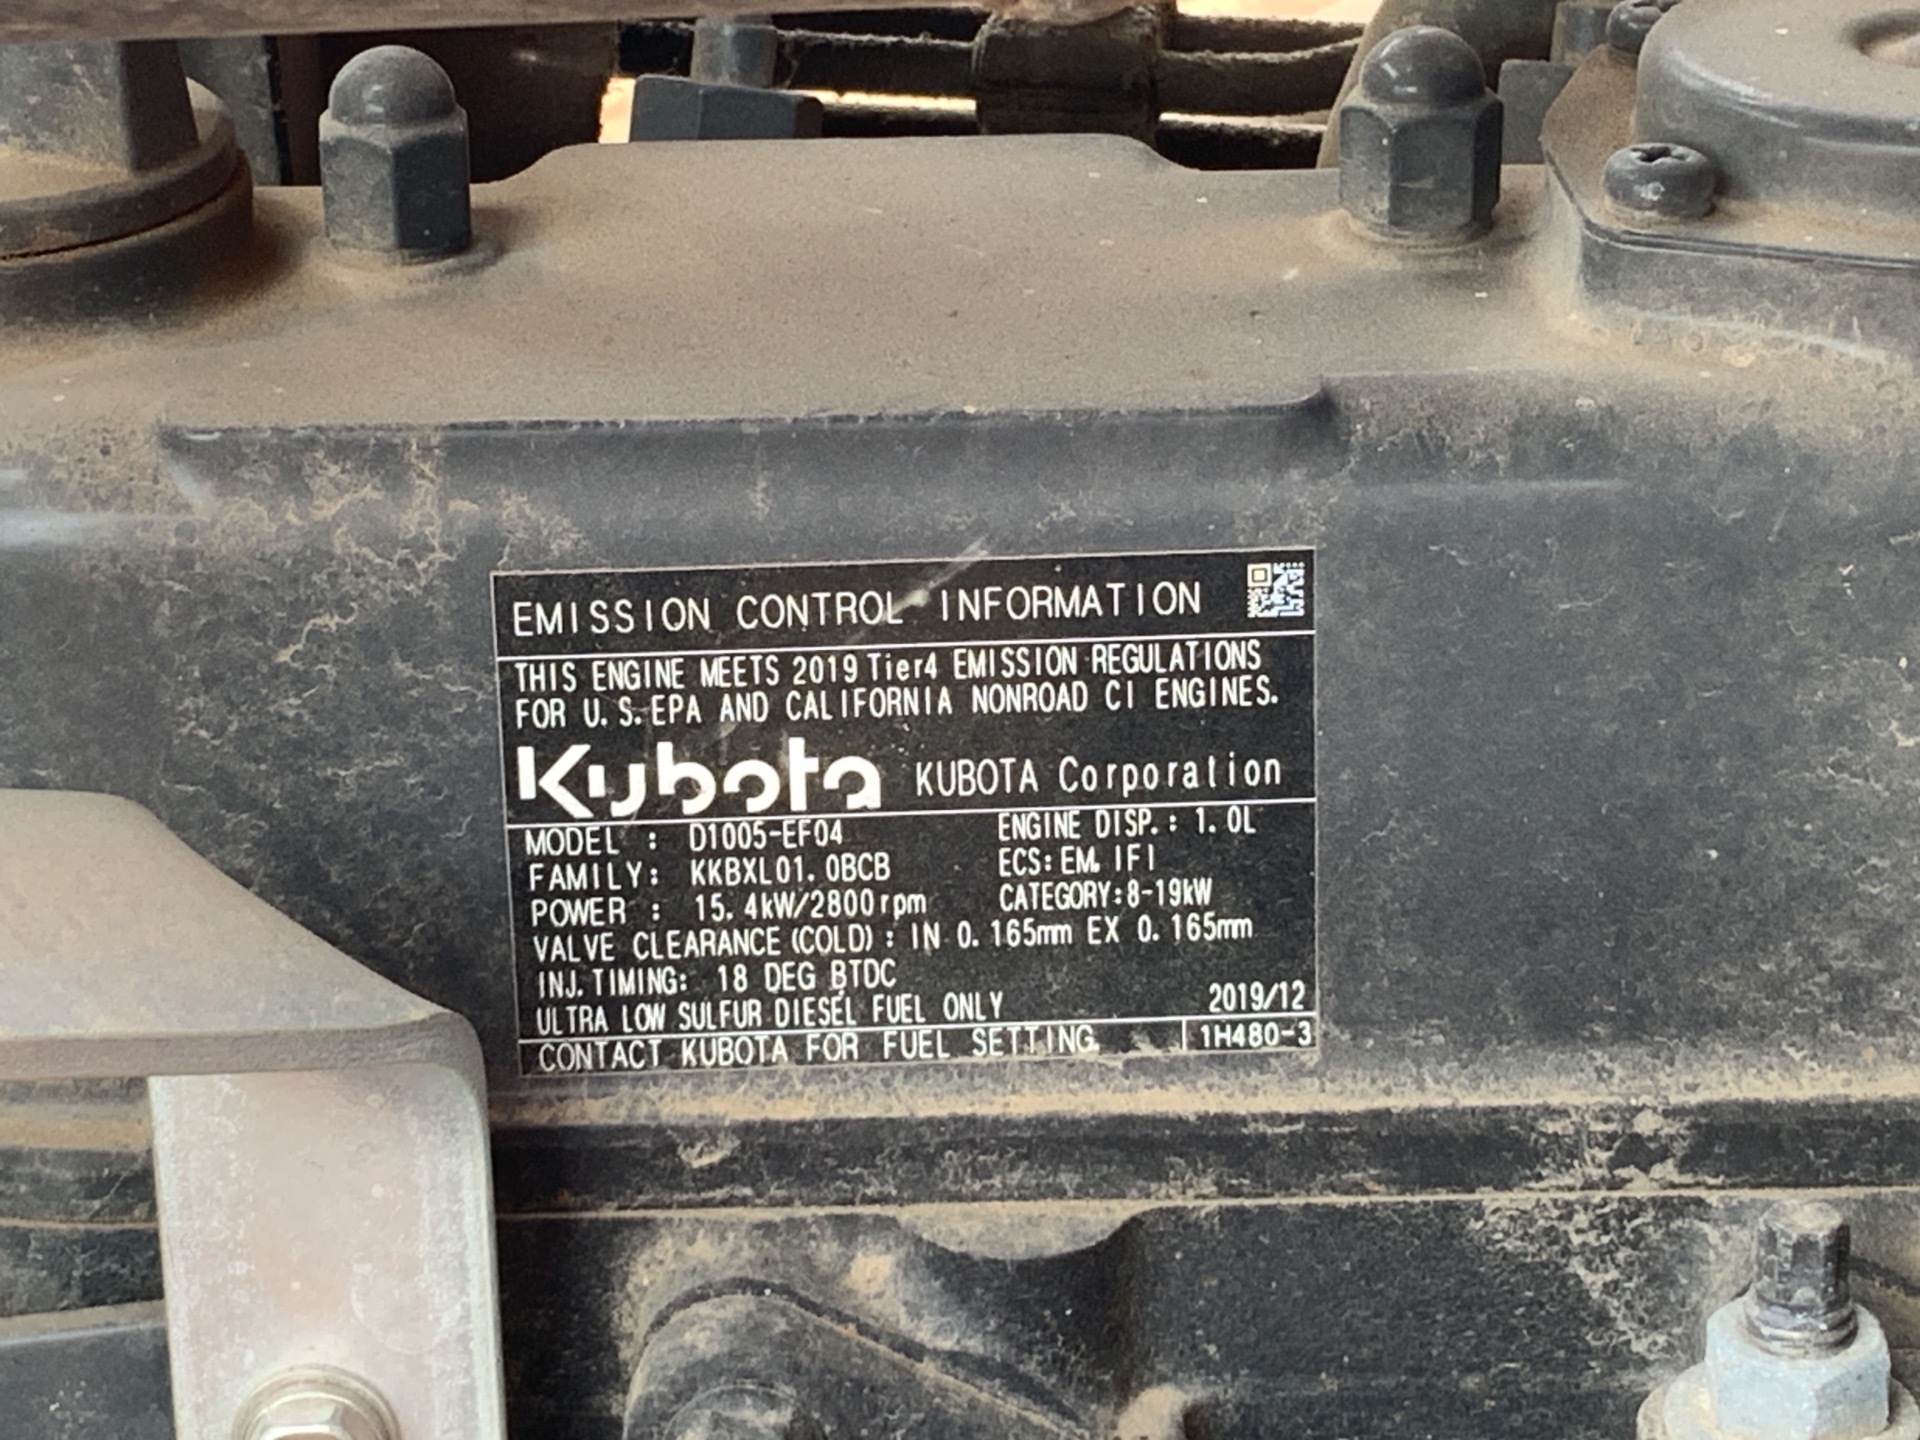 EMISSION CONTROL INFORMATION
THIS ENGINE MEETS 2019 Tier4 EMISSION REGULATIONS
FOR U.S.EPA AND CALIFORNIA NONROAD CI ENGINES.
Kubota KUBOTA Corporation
MODEL : D1005-EF04 ENGINE DISP.: 1.0L
FAMILY: KKBXL01.0BCB ECS: EM, IFI
POWER : 15.4kW/2800rpm CATEGORY:8-19kW
VALVE CLEARANCE (COLD) : IN 0.165mm EX 0.165mm
INJ.TIMING: 18 DEG BTDC
ULTRA LOW SULFUR DIESEL FUEL ONLY 2019/12
CONTACT KUBOTA FOR FUEL SETTING. 1H480-3